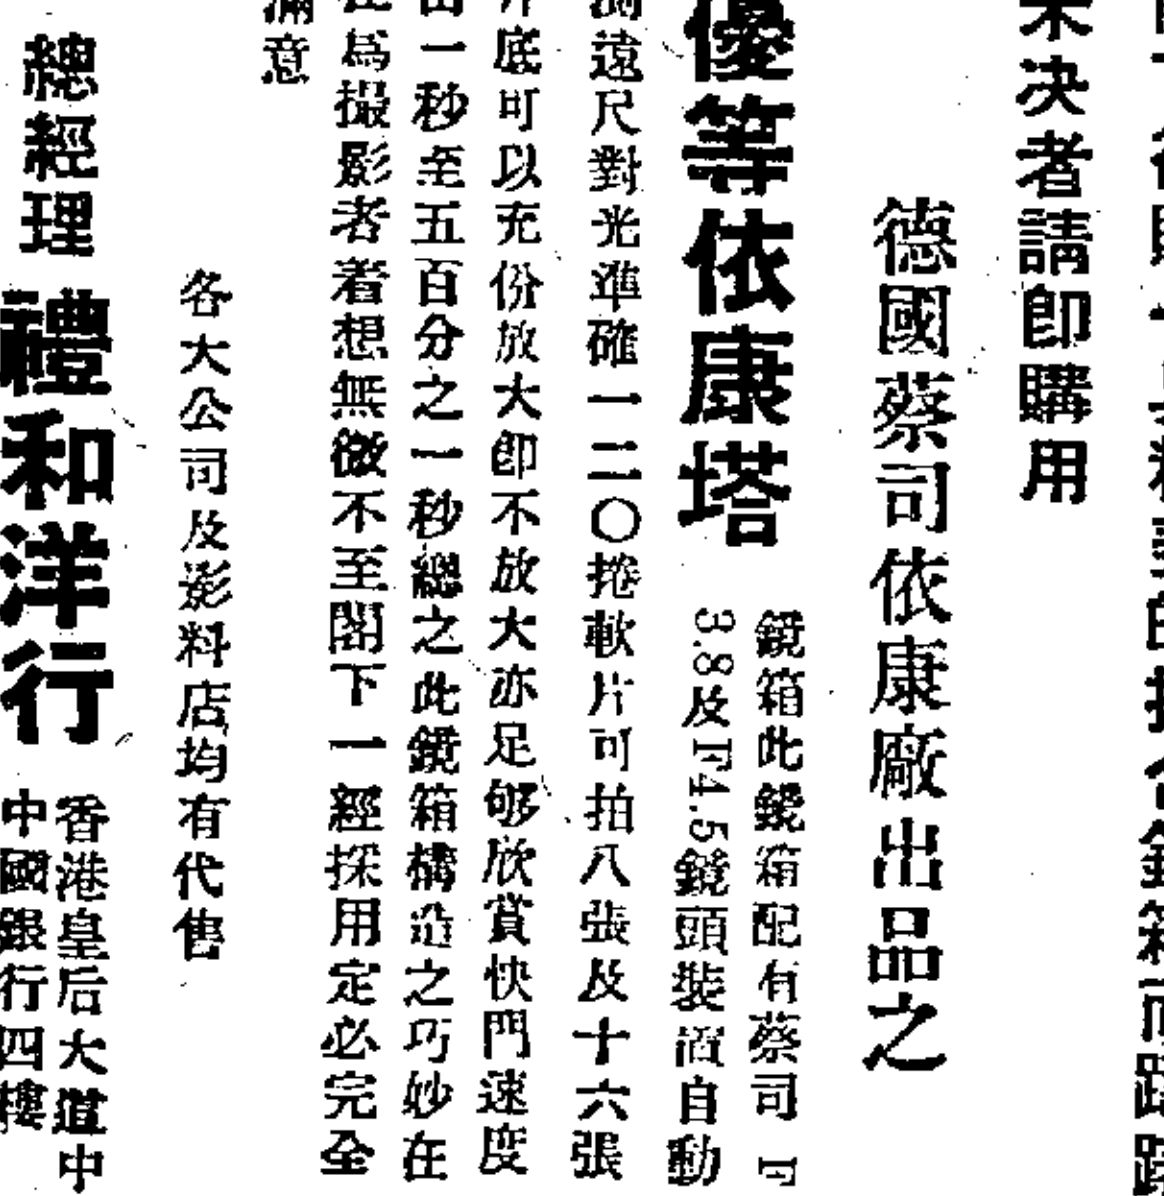 未决者請即購用
德國蔡司依康廠出品之
優等依康塔
鏡箱此鏡箱配有蔡司F
3.8及F4.5鏡頭裝置自動
測遠尺對光準確一二〇捲軟片可拍八張及十六張
底可以充份放大即不放大亦足够欣賞快門速度
一秒至五百分之一秒總之此鏡箱構造之巧妙在
爲撮影者着想無微不至閣下一經採用定必完全
滿意
各大公司及影料店均有代售
總經理 禮和洋行
香港皇后大道中
中國銀行四樓